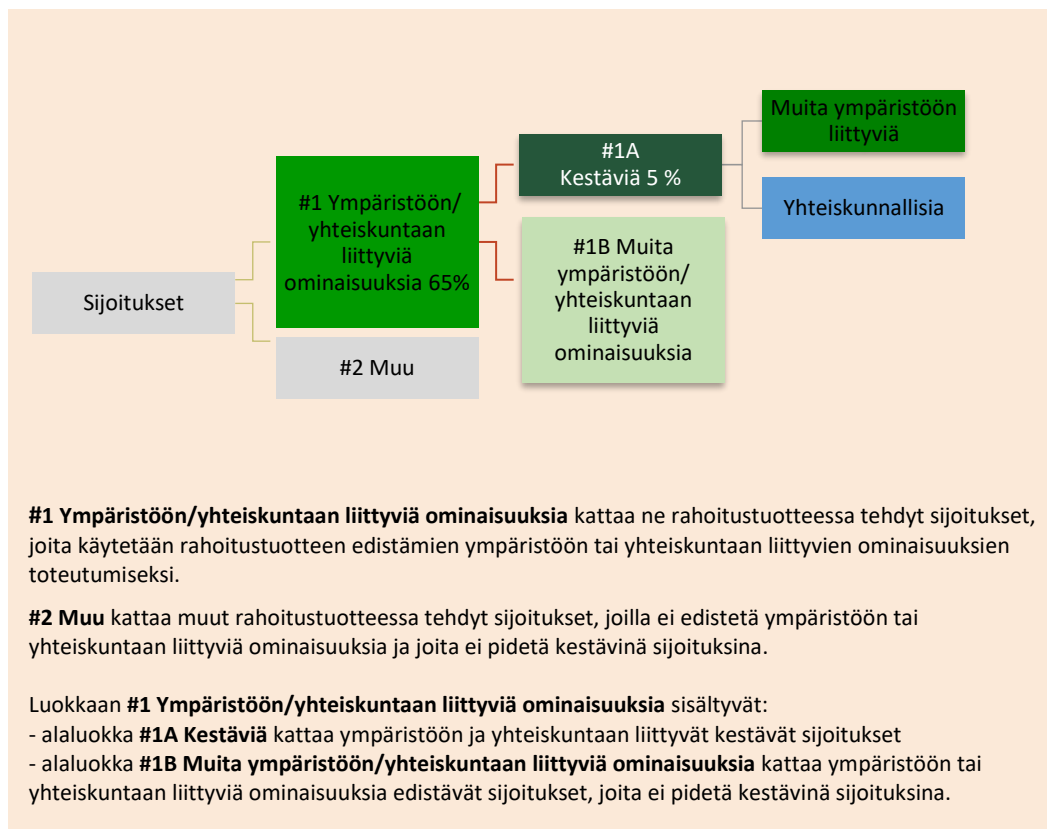 Sijoitukset
#1 Ympäristöön/
yhteiskuntaan
liittyviä
ominaisuuksia 65%
#2 Muu
#1A
Kestäviä 5 %
#1B Muita
ympäristöön/
yhteiskuntaan
liittyviä
ominaisuuksia
Muita ympäristöön
liittyviä
Yhteiskunnallisia
#1 Ympäristöön/yhteiskuntaan liittyviä ominaisuuksia kattaa ne rahoitustuotteessa tehdyt sijoitukset,
joita käytetään rahoitustuotteen edistämien ympäristöön tai yhteiskuntaan liittyvien ominaisuuksien
toteutumiseksi.
#2 Muu kattaa muut rahoitustuotteessa tehdyt sijoitukset, joilla ei edistetä ympäristöön tai
yhteiskuntaan liittyviä ominaisuuksia ja joita ei pidetä kestävinä sijoituksina.
Luokkaan #1 Ympäristöön/yhteiskuntaan liittyviä ominaisuuksia sisältyvät:
- alaluokka #1A Kestäviä kattaa ympäristöön ja yhteiskuntaan liittyvät kestävät sijoitukset
- alaluokka #1B Muita ympäristöön/yhteiskuntaan liittyviä ominaisuuksia kattaa ympäristöön tai
yhteiskuntaan liittyviä ominaisuuksia edistävät sijoitukset, joita ei pidetä kestävinä sijoituksina.